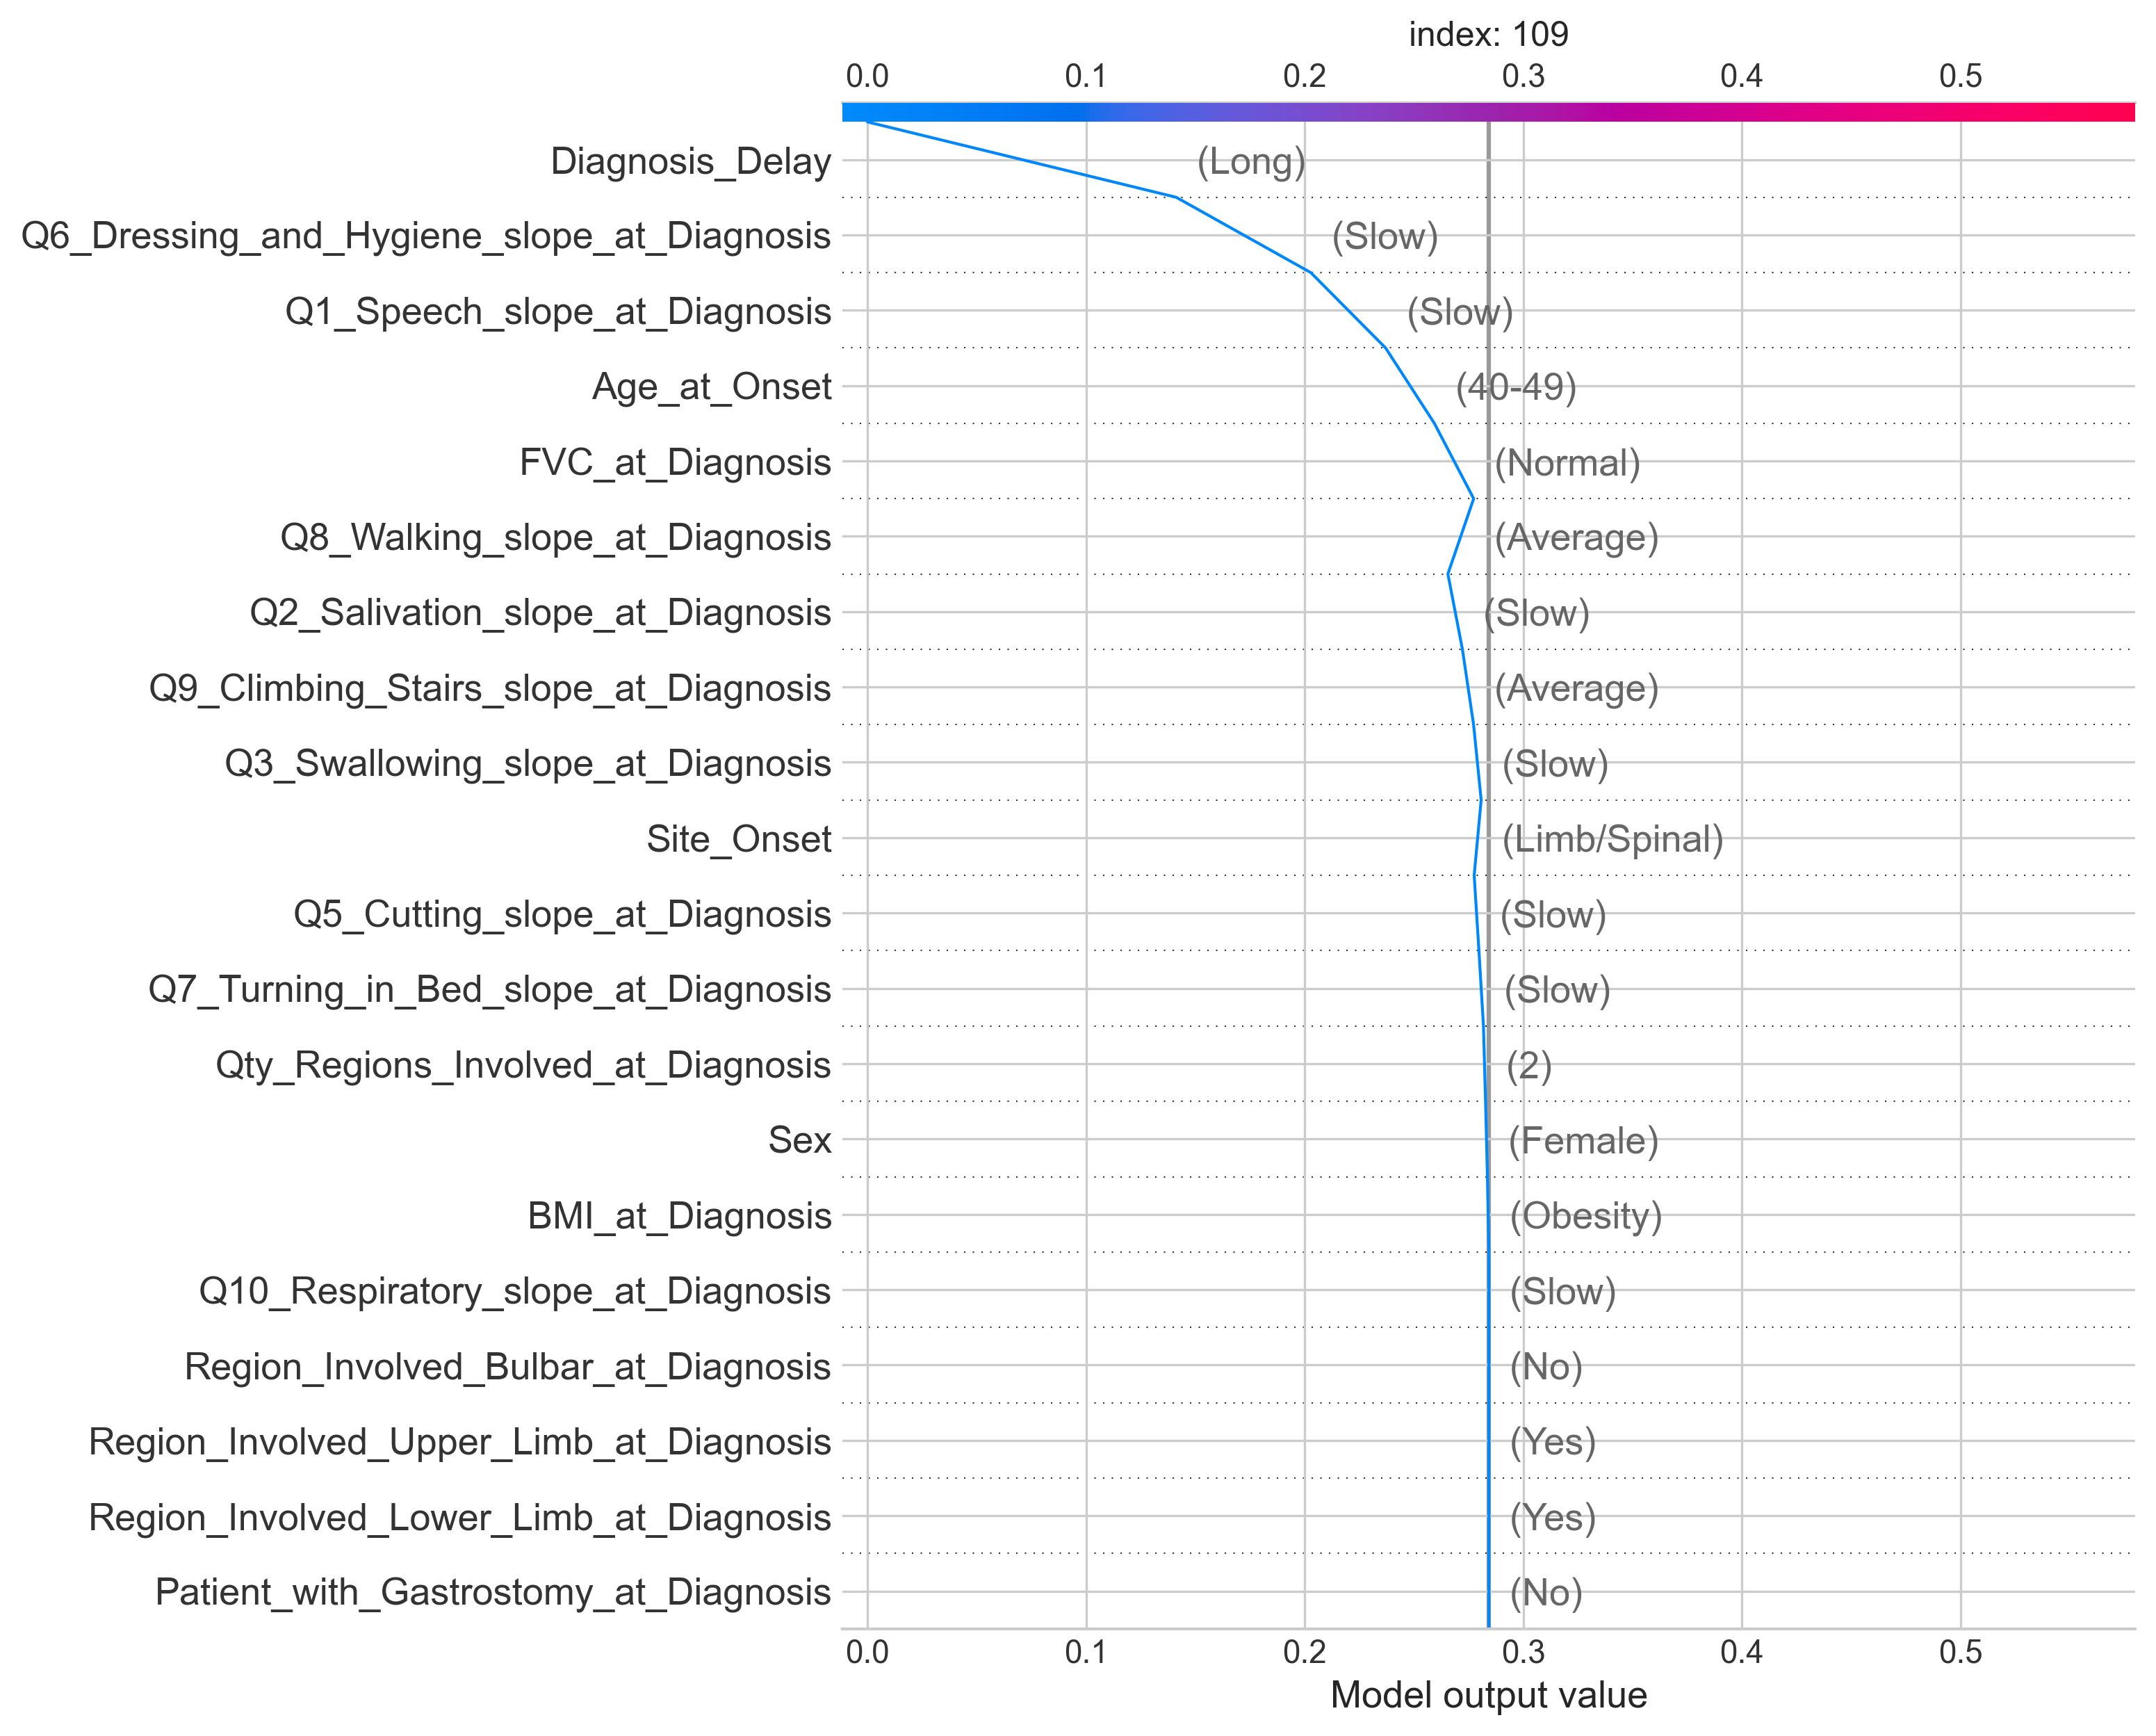 index: 109
0.0 0.1 0.2 0.3 0.4 0.5
Diagnosis_Delay (Long)
Q6_Dressing_and_Hygiene_slope_at_Diagnosis (Slow)
Q1_Speech_slope_at_Diagnosis (Slow)
Age_at_Onset (40-49)
FVC_at_Diagnosis (Normal)
Q8_Walking_slope_at_Diagnosis (Average)
Q2_Salivation_slope_at_Diagnosis (Slow)
Q9_Climbing_Stairs_slope_at_Diagnosis (Average)
Q3_Swallowing_slope_at_Diagnosis (Slow)
Site_Onset (Limb/Spinal)
Q5_Cutting_slope_at_Diagnosis (Slow)
Q7_Turning_in_Bed_slope_at_Diagnosis (Slow)
Qty_Regions_Involved_at_Diagnosis (2)
Sex (Female)
BMI_at_Diagnosis (Obesity)
Q10_Respiratory_slope_at_Diagnosis (Slow)
Region_Involved_Bulbar_at_Diagnosis (No)
Region_Involved_Upper_Limb_at_Diagnosis (Yes)
Region_Involved_Lower_Limb_at_Diagnosis (Yes)
Patient_with_Gastrostomy_at_Diagnosis (No)
0.0 0.1 0.2 0.3 0.4 0.5
Model output value